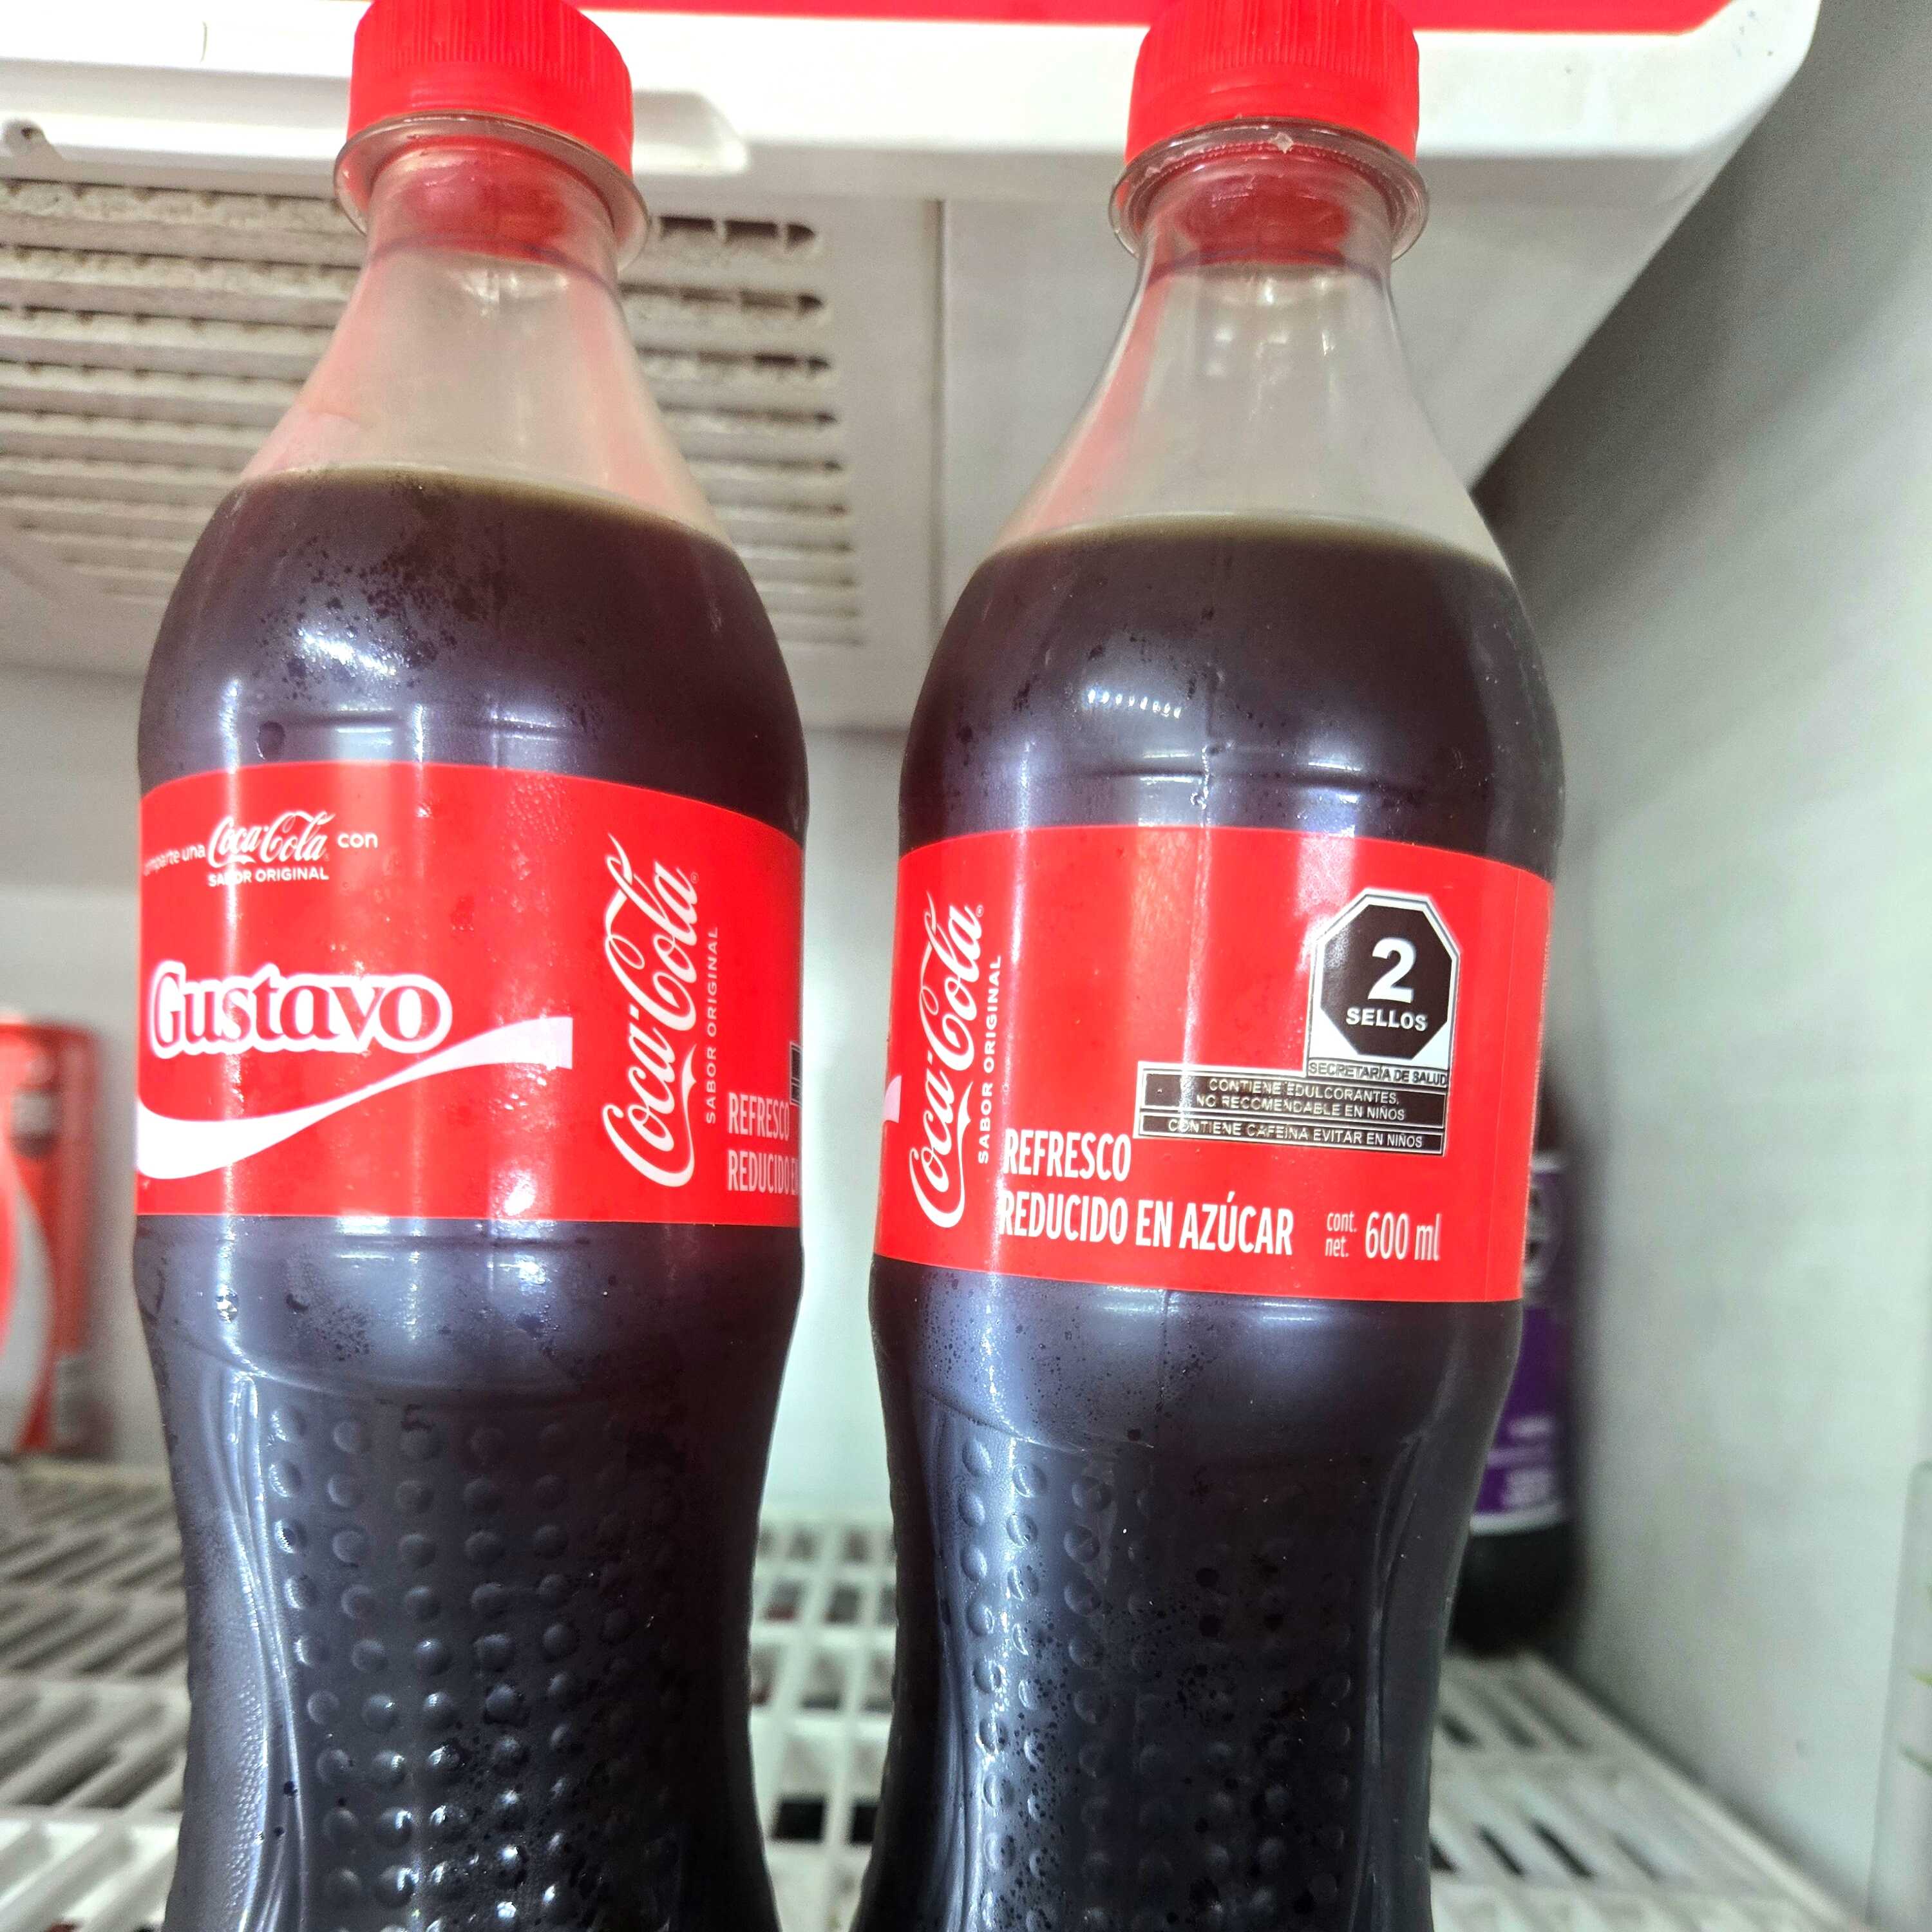 Coca-Cola con
SABOR ORIGINAL
Gustavo
Coca-Cola
SABOR ORIGINAL
REFRESCO
REDUCIDO
Coca-Cola
SABOR ORIGINAL
2
SELLOS
SECRETARÍA DE SALUD
CONTIENE EDULCORANTES,
NO RECOMENDABLE EN NIÑOS
CONTIENE CAFEÍNA EVITAR EN NIÑOS
REFRESCO
REDUCIDO EN AZÚCAR
cont.
net. 600 ml